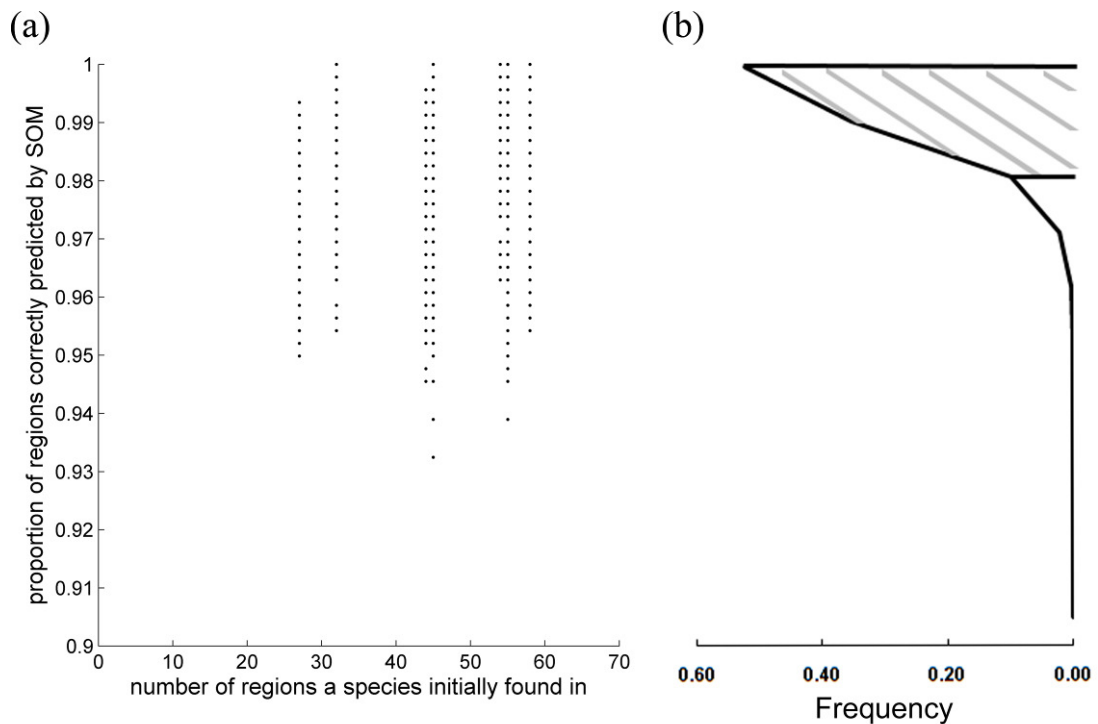 (a)
(b)
proportion of regions correctly predicted by SOM
1
0.99
0.98
0.97
0.96
0.95
0.94
0.93
0.92
0.91
0.9
0 10 20 30 40 50 60 70
number of regions a species initially found in
0.60 0.40 0.20 0.00
Frequency